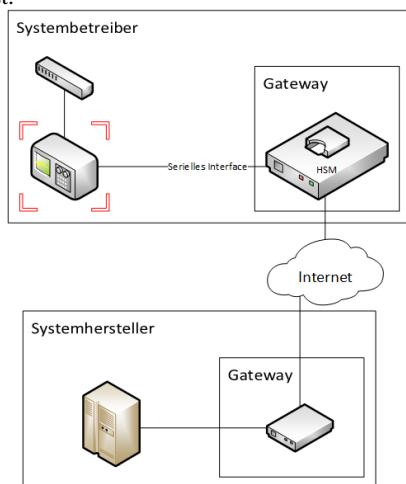 Systembetreiber
Gateway
Serielles Interface
HSM
Internet
Systemhersteller
Gateway